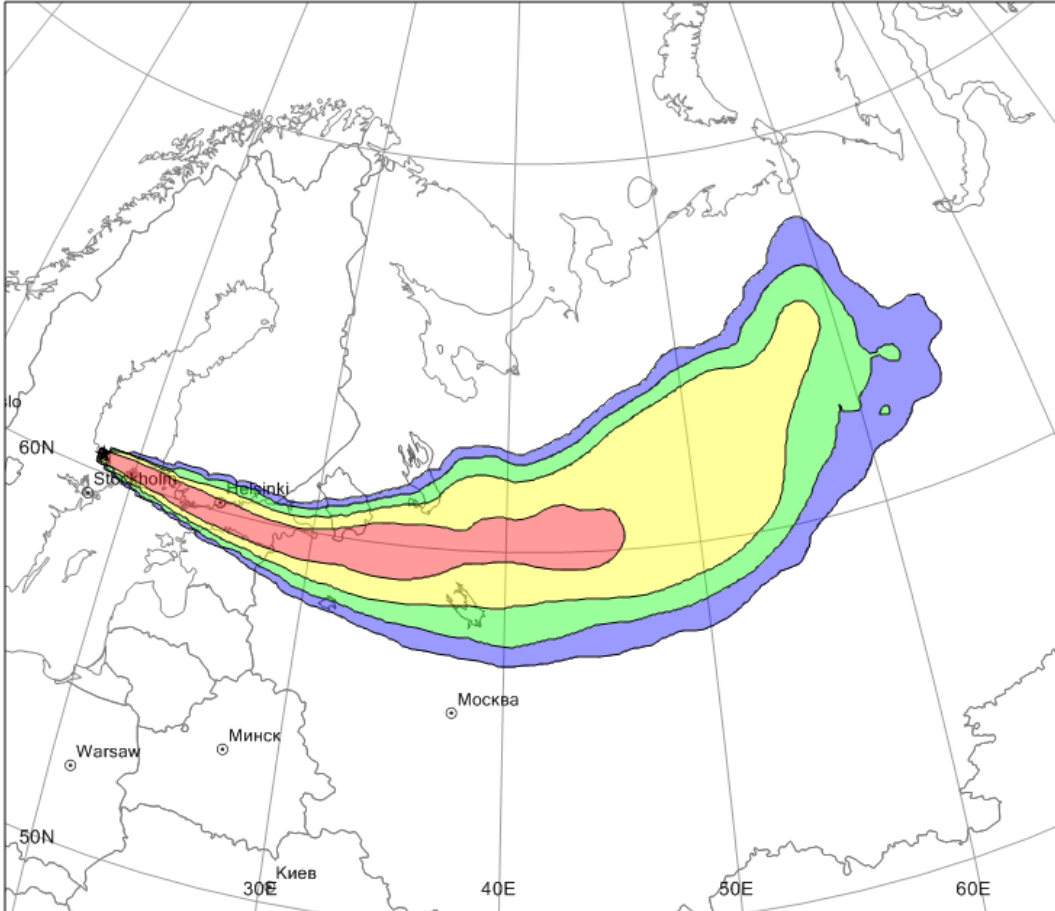 slo
60N
Stockholm
Helsinki
Москва
Минск
Warsaw
50N
Киев
30E
40E
50E
60E